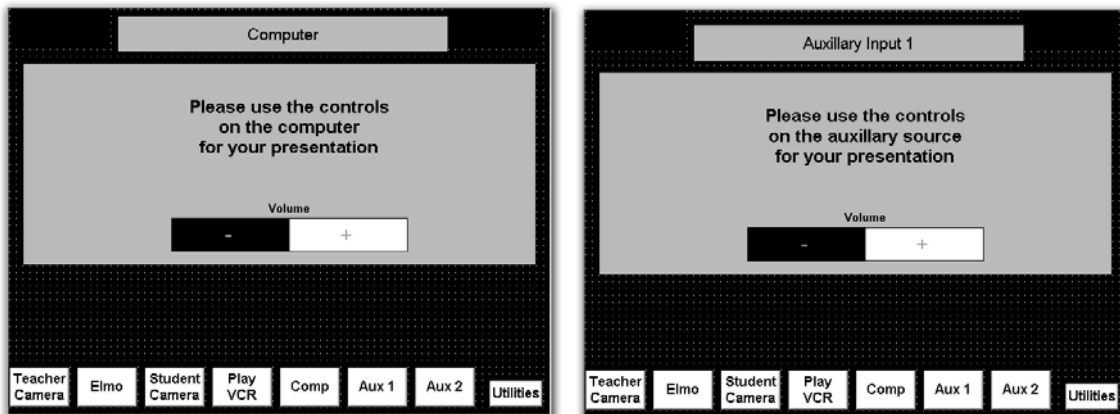 Computer
Please use the controls
on the computer
for your presentation
Volume
- +
Teacher
Camera
Elmo
Student
Camera
Play
VCR
Comp
Aux 1
Aux 2
Utilities
Auxillary Input 1
Please use the controls
on the auxillary source
for your presentation
Volume
- +
Teacher
Camera
Elmo
Student
Camera
Play
VCR
Comp
Aux 1
Aux 2
Utilities